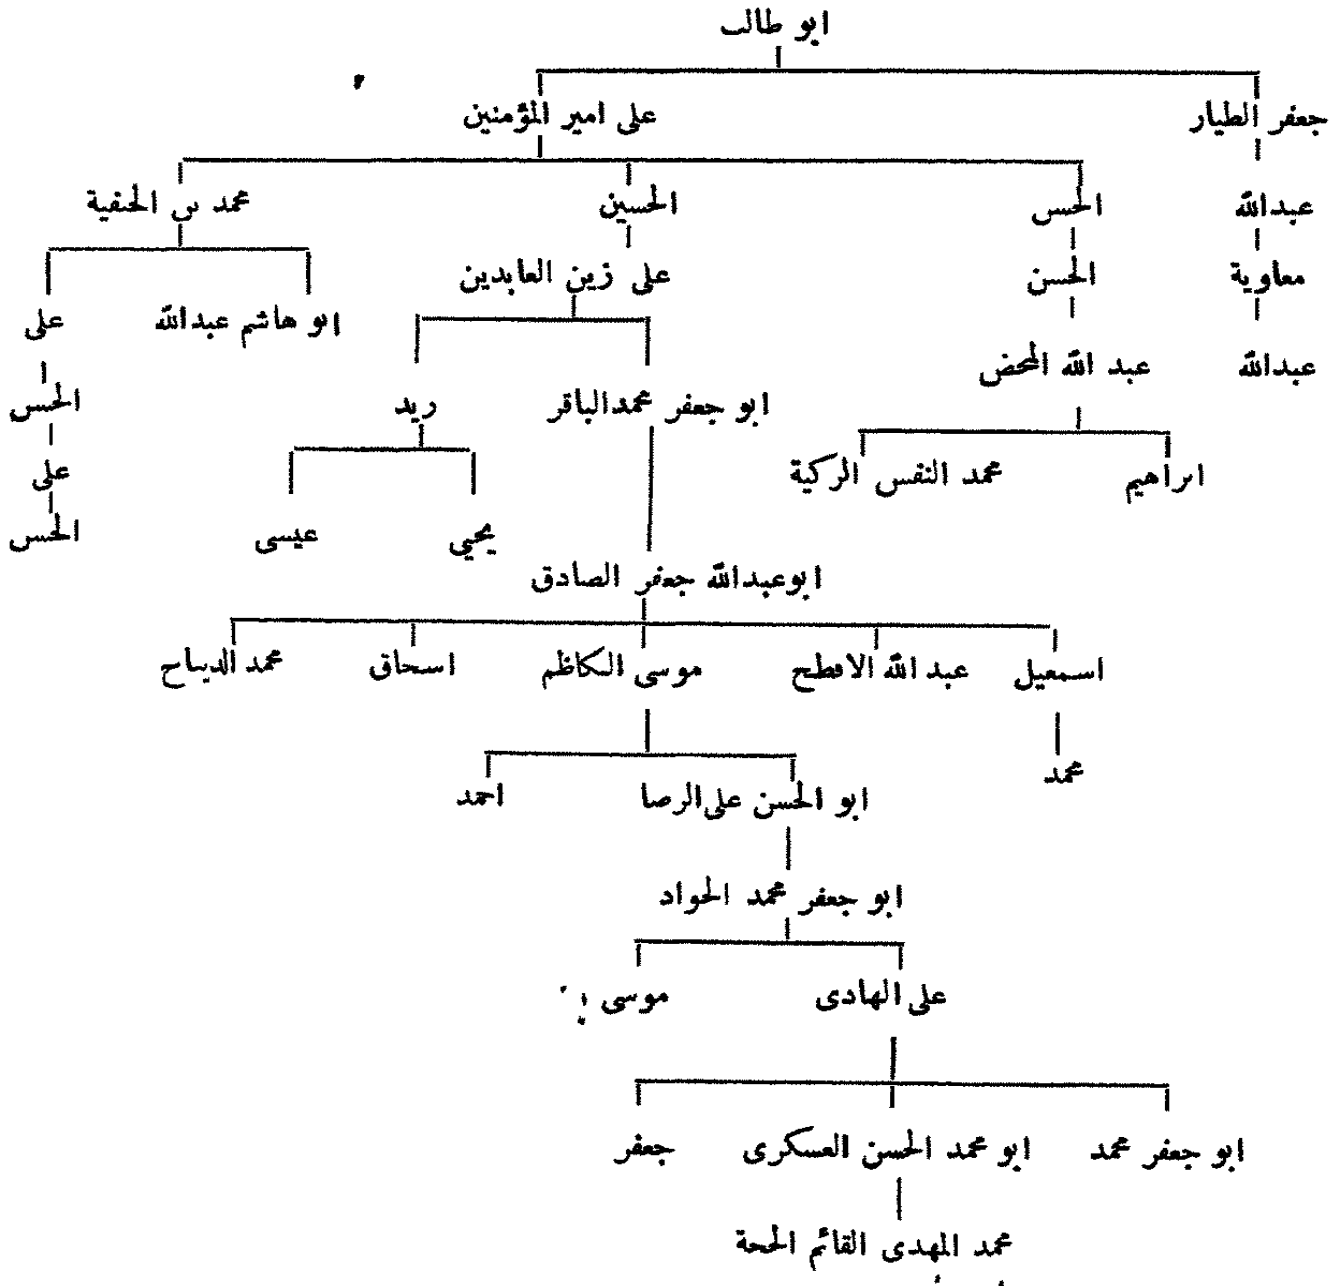 ابو طالب
جعفر الطيار
على امير المؤمنين
عبدالله
الحسن
الحسين
محمد بن الحنفية
معاوية
الحسن
على زين العابدين
عبدالله
عبد الله المحض
ابو هاشم عبدالله
على
ابو جعفر محمدالباقر
زيد
الحسن
ابراهيم
محمد النفس الزكية
على
يحيي
عيسى
الحسن
ابوعبدالله جعفر الصادق
اسمعيل
عبد الله الافطح
موسى الكاظم
اسحاق
محمد الديباح
محمد
ابو الحسن على الرضا
احمد
ابو جعفر محمد الجواد
على الهادى
موسى
ابو جعفر محمد
ابو محمد الحسن العسكرى
جعفر
محمد المهدى القائم الحجة